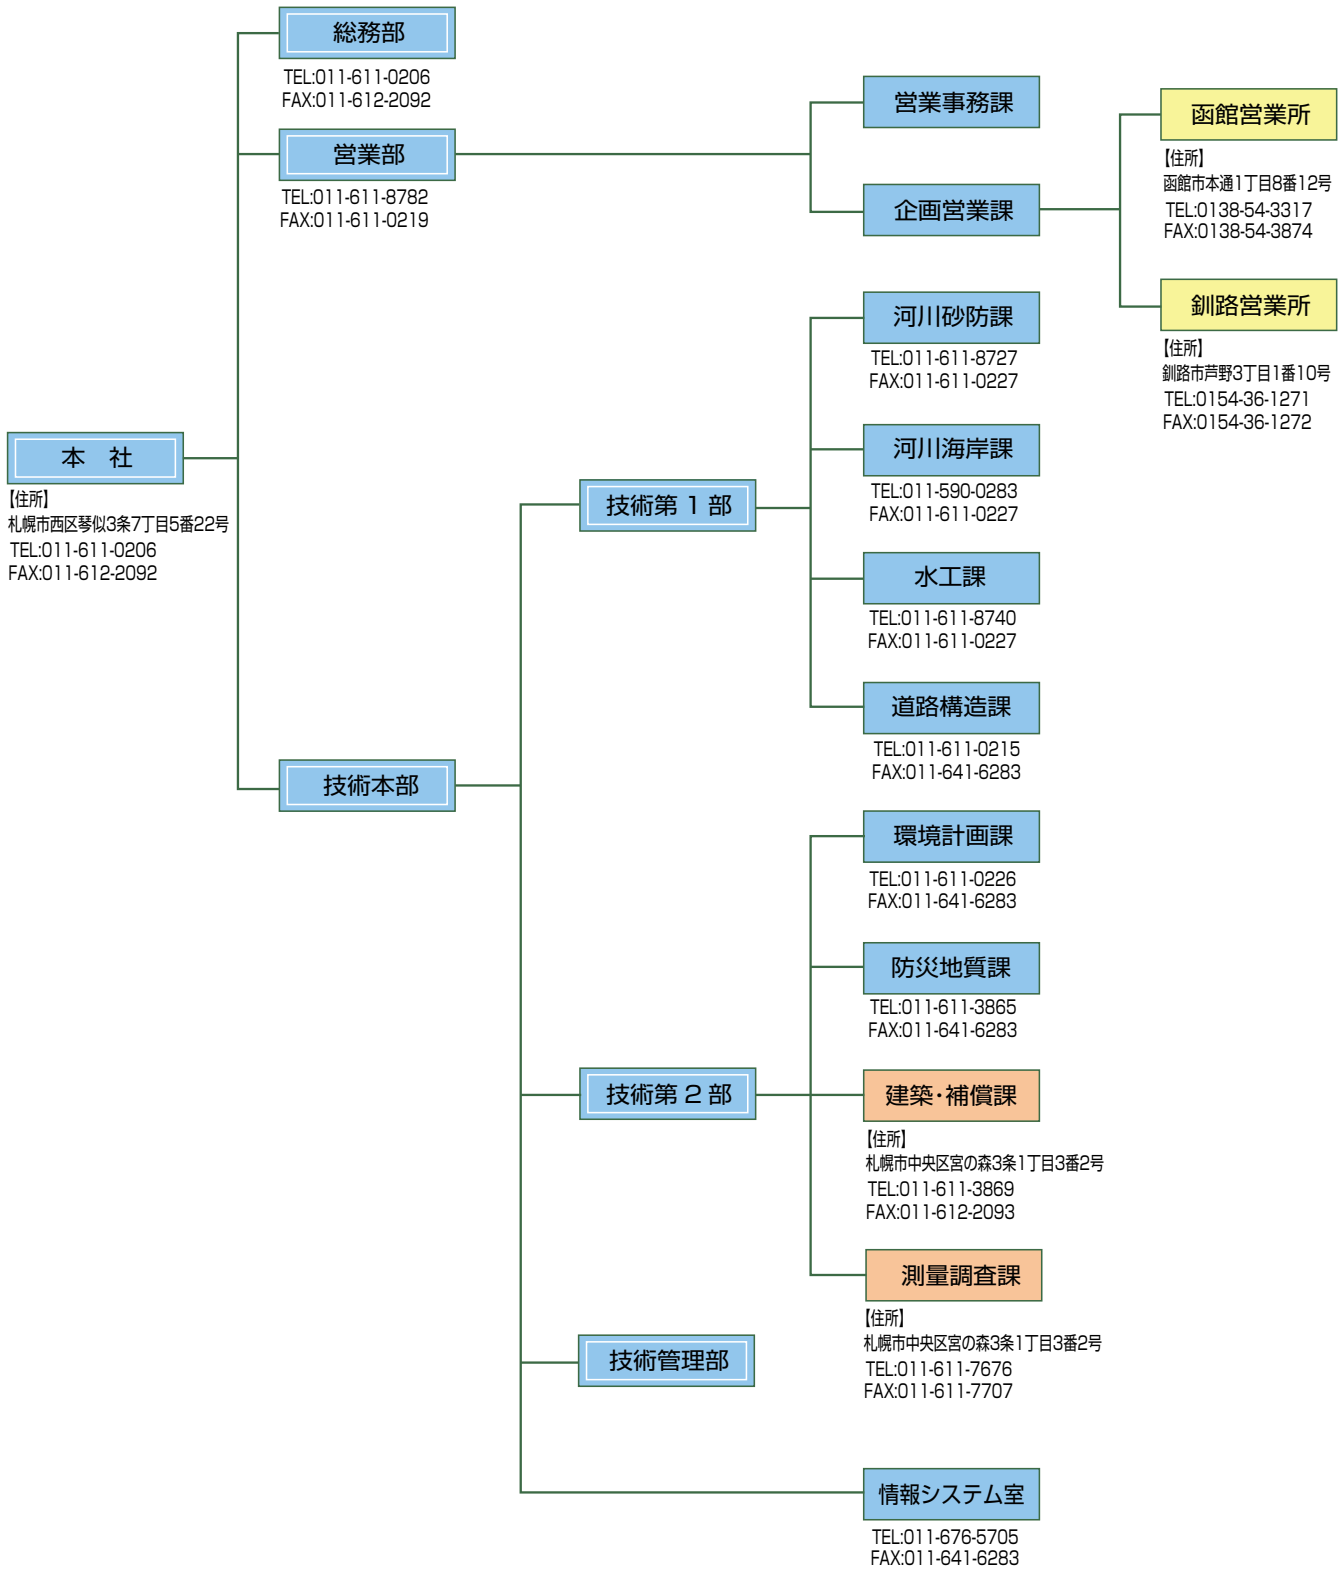 総務部
TEL:011-611-0206
FAX:011-612-2092
営業部
TEL:011-611-8782
FAX:011-611-0219
営業事務課
企画営業課
函館営業所
【住所】
函館市本通1丁目8番12号
TEL:0138-54-3317
FAX:0138-54-3874
釧路営業所
【住所】
釧路市芦野3丁目1番10号
TEL:0154-36-1271
FAX:0154-36-1272
本　社
【住所】
札幌市西区琴似3条7丁目5番22号
TEL:011-611-0206
FAX:011-612-2092
技術本部
技術第１部
河川砂防課
TEL:011-611-8727
FAX:011-611-0227
河川海岸課
TEL:011-590-0283
FAX:011-611-0227
水工課
TEL:011-611-8740
FAX:011-611-0227
道路構造課
TEL:011-611-0215
FAX:011-641-6283
技術第２部
環境計画課
TEL:011-611-0226
FAX:011-641-6283
防災地質課
TEL:011-611-3865
FAX:011-641-6283
建築・補償課
【住所】
札幌市中央区宮の森3条1丁目3番2号
TEL:011-611-3869
FAX:011-612-2093
測量調査課
【住所】
札幌市中央区宮の森3条1丁目3番2号
TEL:011-611-7676
FAX:011-611-7707
技術管理部
情報システム室
TEL:011-676-5705
FAX:011-641-6283